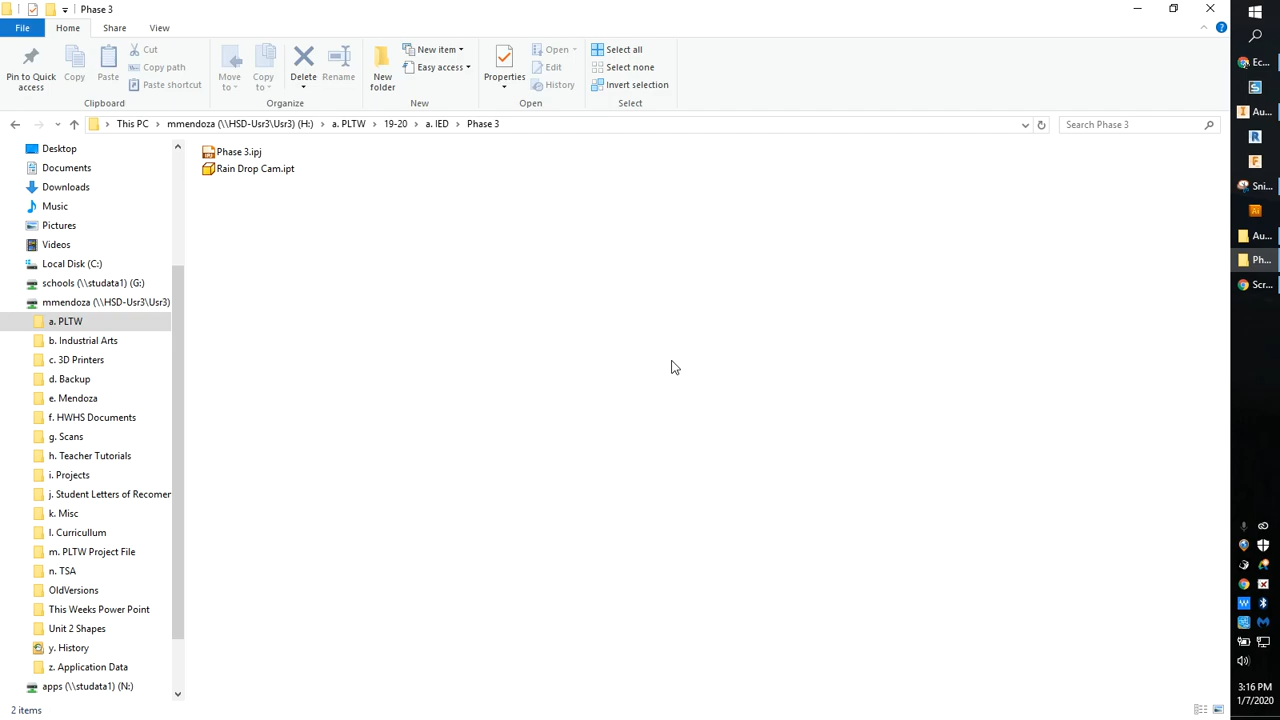 Phase 3
File Home Share View
Pin to Quick access
Copy
Paste
Cut
Copy path
Paste shortcut
Clipboard
Move to
Copy to
Delete
Rename
Organize
New folder
New item
Easy access
New
Properties
Open
Edit
History
Open
Select all
Select none
Invert selection
Select
This PC mmendoza (\\HSD-Usr3\Usr3) (H:) a. PLTW 19-20 a. IED Phase 3
Search Phase 3
Desktop
Documents
Downloads
Music
Pictures
Videos
Local Disk (C:)
schools (\\studata1) (G:)
mmendoza (\\HSD-Usr3\Usr3)
a. PLTW
b. Industrial Arts
c. 3D Printers
d. Backup
e. Mendoza
f. HWHS Documents
g. Scans
h. Teacher Tutorials
i. Projects
j. Student Letters of Recomer
k. Misc
l. Curricullum
m. PLTW Project File
n. TSA
OldVersions
This Weeks Power Point
Unit 2 Shapes
y. History
z. Application Data
apps (\\studata1) (N:)
Phase 3.ipj
Rain Drop Cam.ipt
2 items
Ec...
Au...
Sni...
Au...
Ph...
Scr...
3:16 PM
1/7/2020